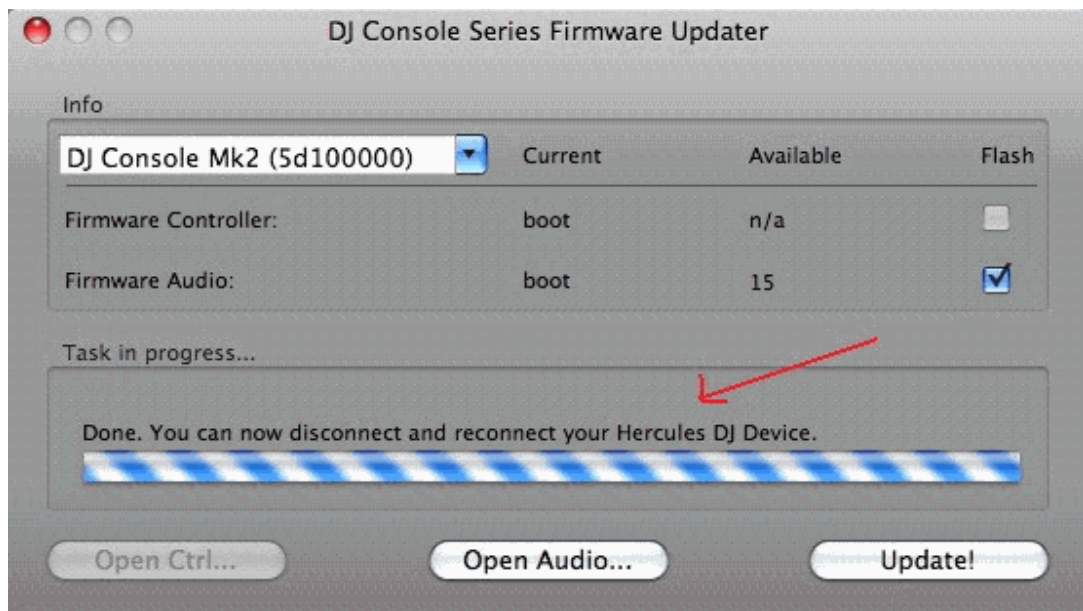 DJ Console Series Firmware Updater
Info
DJ Console Mk2 (5d100000) Current Available Flash
Firmware Controller: boot n/a
Firmware Audio: boot 15
Task in progress...
Done. You can now disconnect and reconnect your Hercules DJ Device.
Open Ctrl... Open Audio... Update!